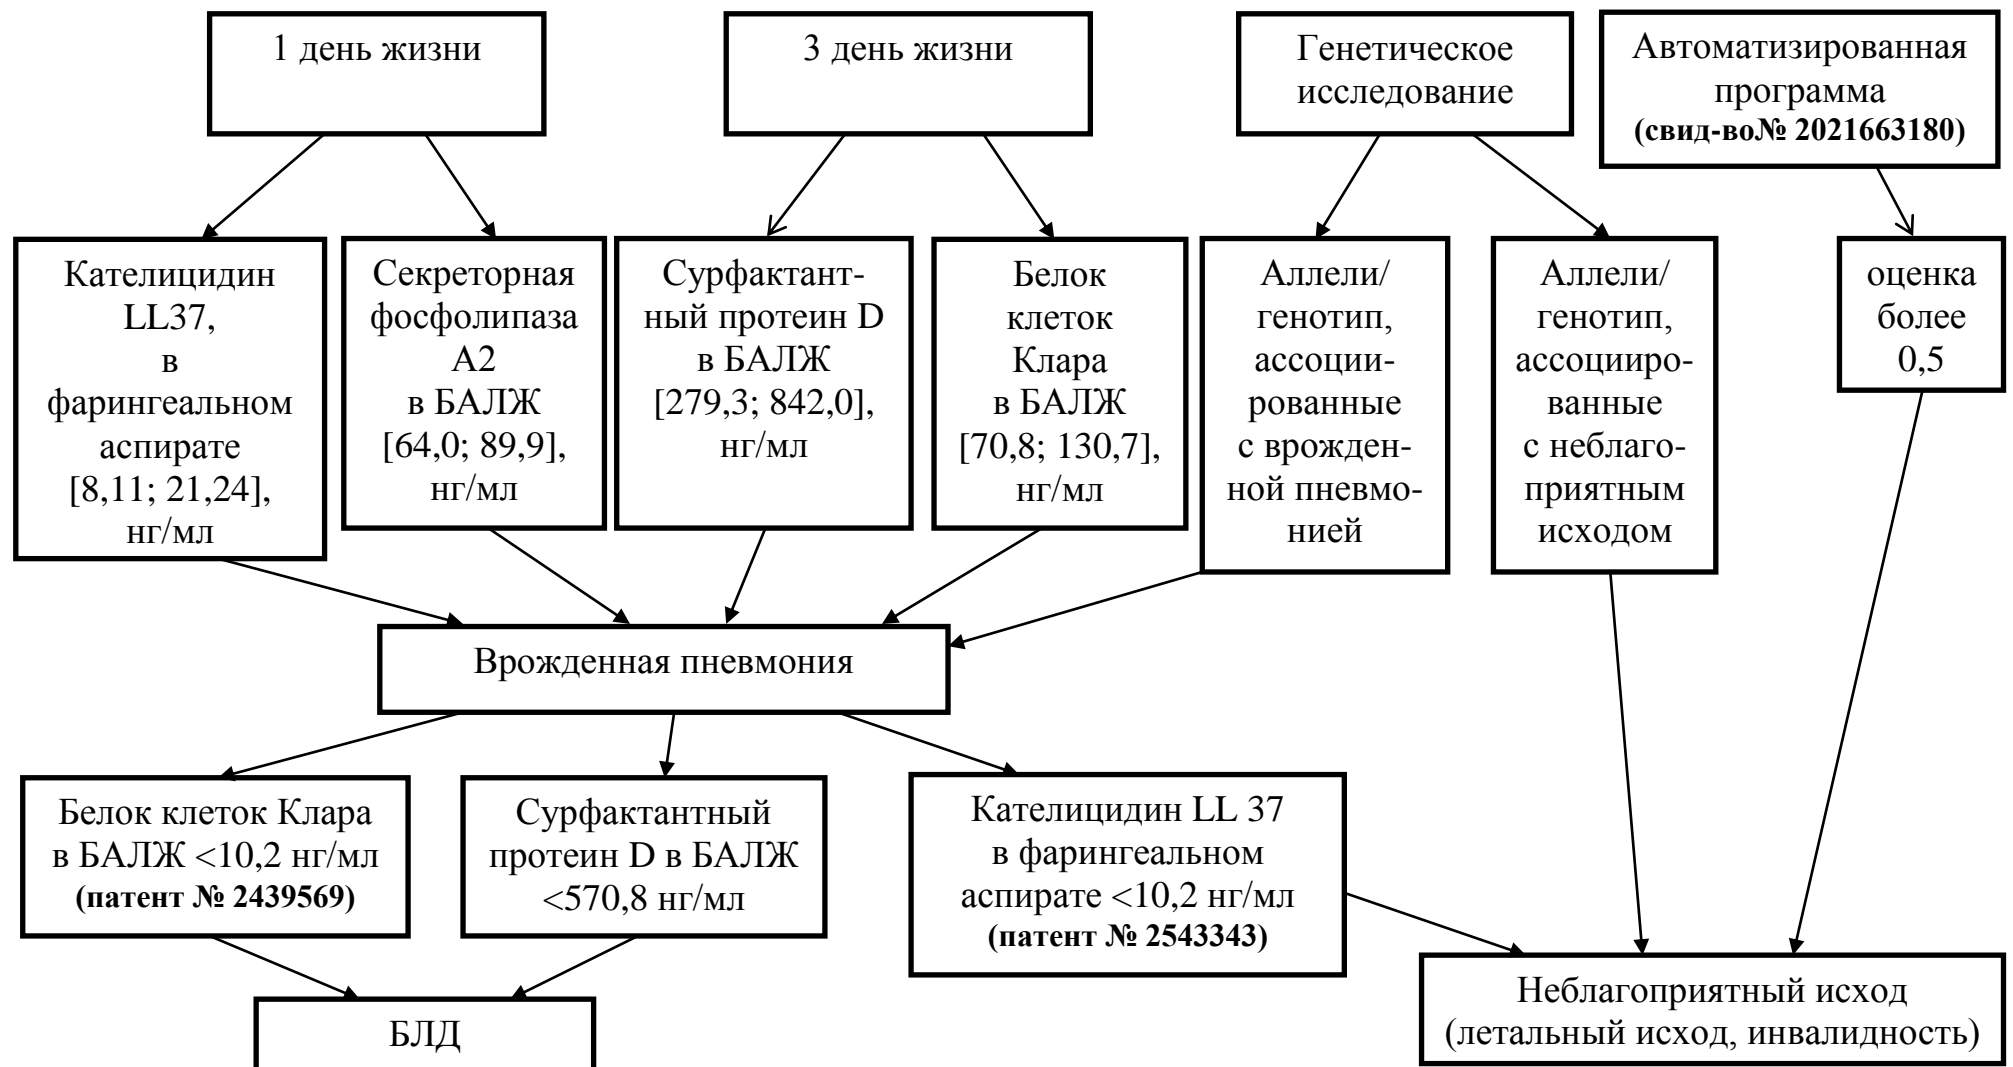 1 день жизни
3 день жизни
Генетическое
исследование
Автоматизированная
программа
(свид-во№ 2021663180)
Кателицидин
LL37,
в
фарингеальном
аспирате
[8,11; 21,24],
нг/мл
Секреторная
фосфолипаза
А2
в БАЛЖ
[64,0; 89,9],
нг/мл
Сурфактант-
ный протеин D
в БАЛЖ
[279,3; 842,0],
нг/мл
Белок
клеток
Клара
в БАЛЖ
[70,8; 130,7],
нг/мл
Аллели/
генотип,
ассоции-
рованные
с врожден-
ной пневмо-
нией
Аллели/
генотип,
ассоцииро-
ванные
с неблаго-
приятным
исходом
оценка
более
0,5
Врожденная пневмония
Белок клеток Клара
в БАЛЖ <10,2 нг/мл
(патент № 2439569)
Сурфактантный
протеин D в БАЛЖ
<570,8 нг/мл
Кателицидин LL 37
в фарингеальном
аспирате <10,2 нг/мл
(патент № 2543343)
БЛД
Неблагоприятный исход
(летальный исход, инвалидность)